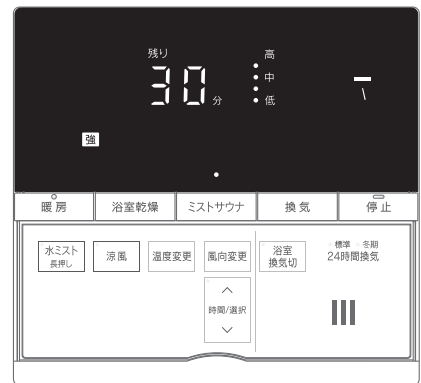 残り
高
30 分
中
低
強
暖房
浴室乾燥
ミストサウナ
換気
停止
水ミスト
長押し
涼風
温度変更
風向変更
浴室
換気切
標準 冬期
24時間換気
時間/選択